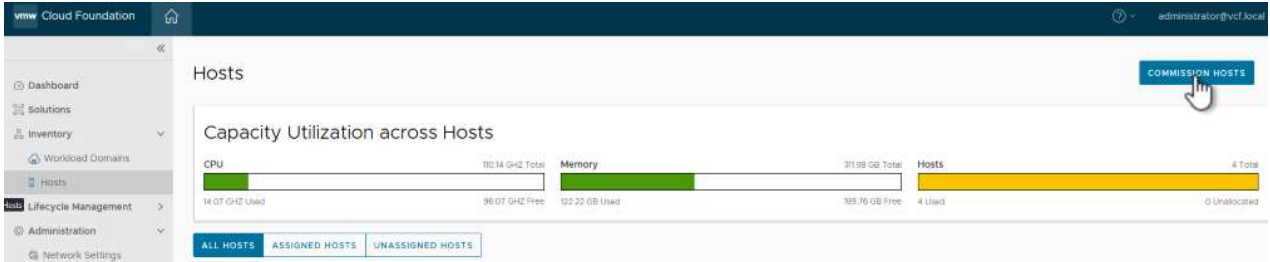 vmw Cloud Foundation
administrator@vcf.local
Hosts
COMMISSION HOSTS
Dashboard
Solutions
Inventory
Workload Domains
Hosts
Hosts
Lifecycle Management
Administration
Network Settings
Capacity Utilization across Hosts
CPU
110.14 GHZ Total
14.07 GHZ Used
96.07 GHZ Free
Memory
311.98 GB Total
122.22 GB Used
189.76 GB Free
Hosts
4 Total
4 Used
0 Unallocated
ALL HOSTS ASSIGNED HOSTS UNASSIGNED HOSTS